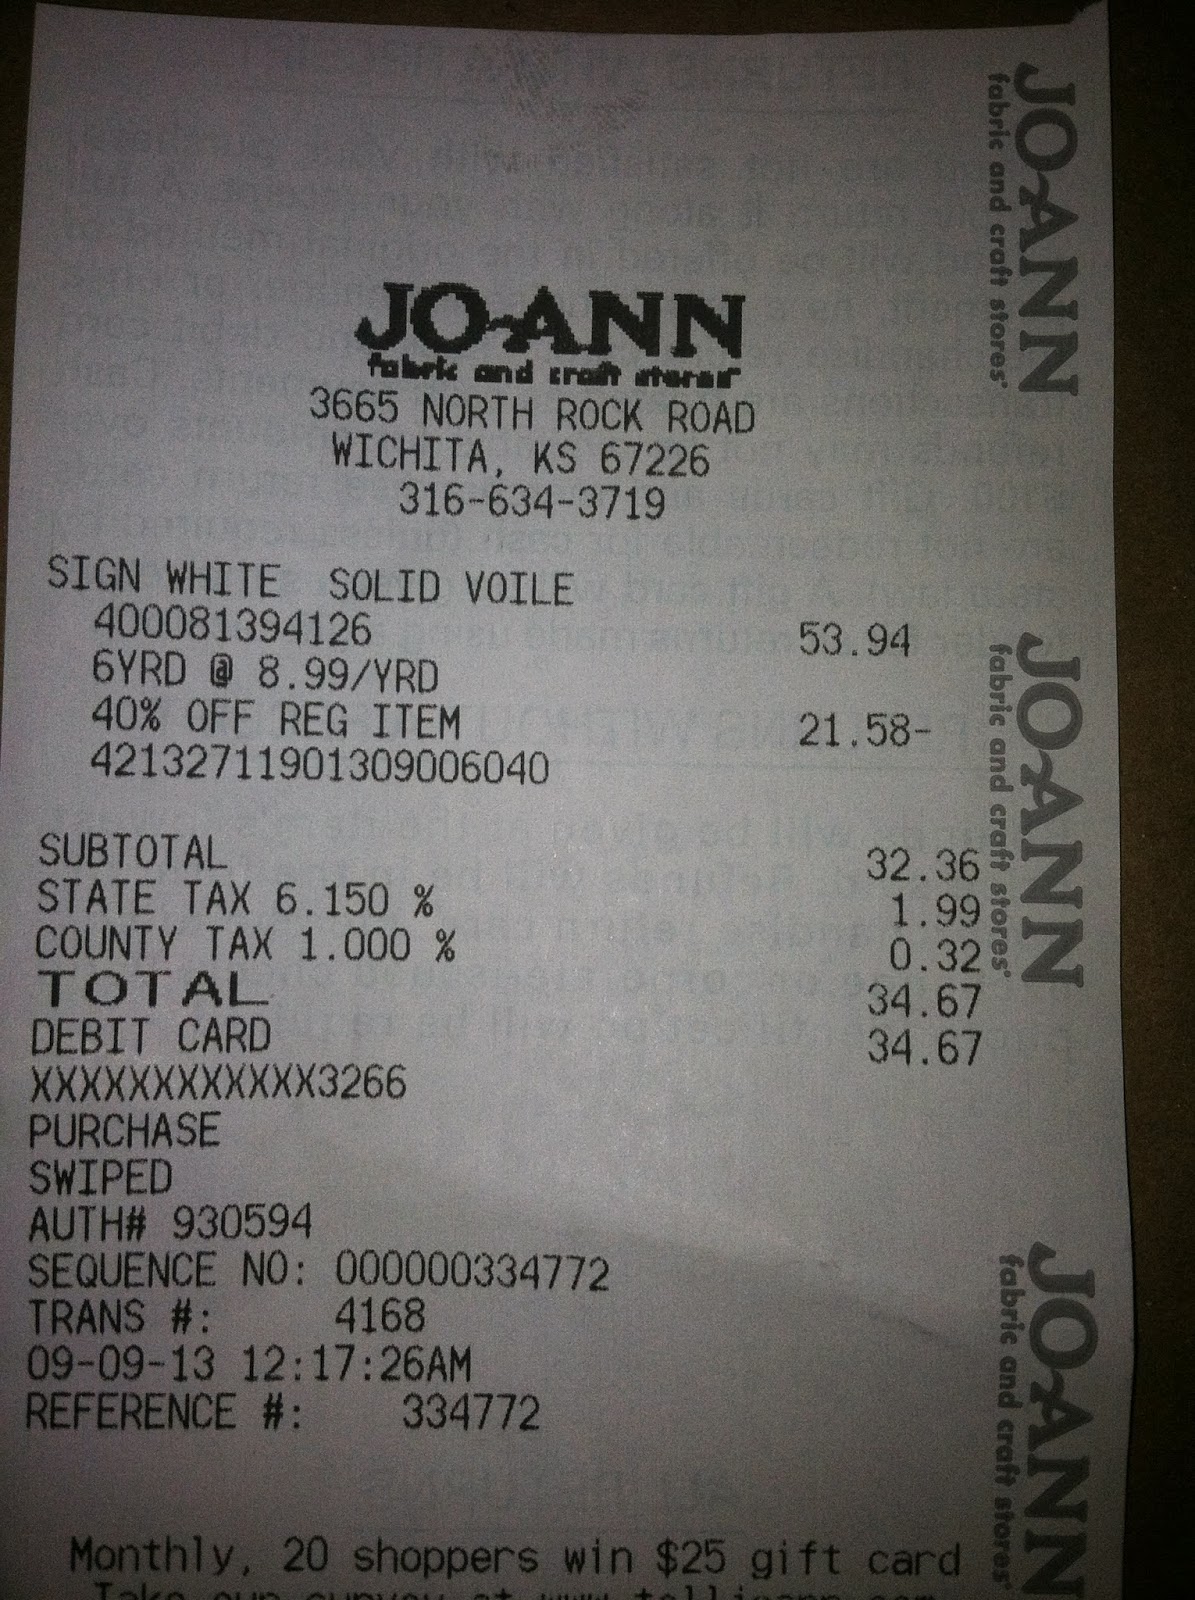 JO-ANN
fabric and craft stores®
3665 NORTH ROCK ROAD
WICHITA, KS 67226
316-634-3719
SIGN WHITE SOLID VOILE
400081394126 53.94
6YRD @ 8.99/YRD
40% OFF REG ITEM 21.58-
42132711901309006040
SUBTOTAL 32.36
STATE TAX 6.150 % 1.99
COUNTY TAX 1.000 % 0.32
TOTAL 34.67
DEBIT CARD 34.67
XXXXXXXXXXXX3266
PURCHASE
SWIPED
AUTH# 930594
SEQUENCE NO: 000000334772
TRANS #: 4168
09-09-13 12:17:26AM
REFERENCE #: 334772
Monthly, 20 shoppers win $25 gift card
Take our survey at
JO-ANN
fabric and craft stores®
JO-ANN
fabric and craft stores®
JO-ANN
fabric and craft stores®